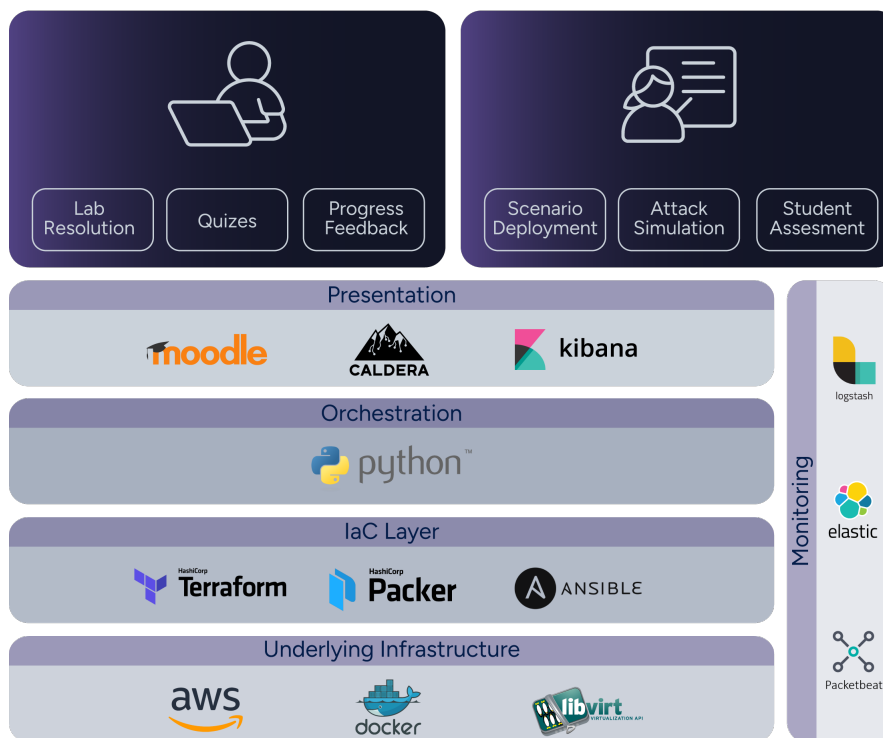 Lab
Resolution
Quizes
Progress
Feedback
Scenario
Deployment
Attack
Simulation
Student
Assesment
Presentation
moodle
CALDERA
kibana
Orchestration
python™
IaC Layer
HashiCorp
Terraform
HashiCorp
Packer
ANSIBLE
Underlying Infrastructure
aws
docker
libvirt
VIRTUALIZATION API
Monitoring
logstash
elastic
Packetbeat